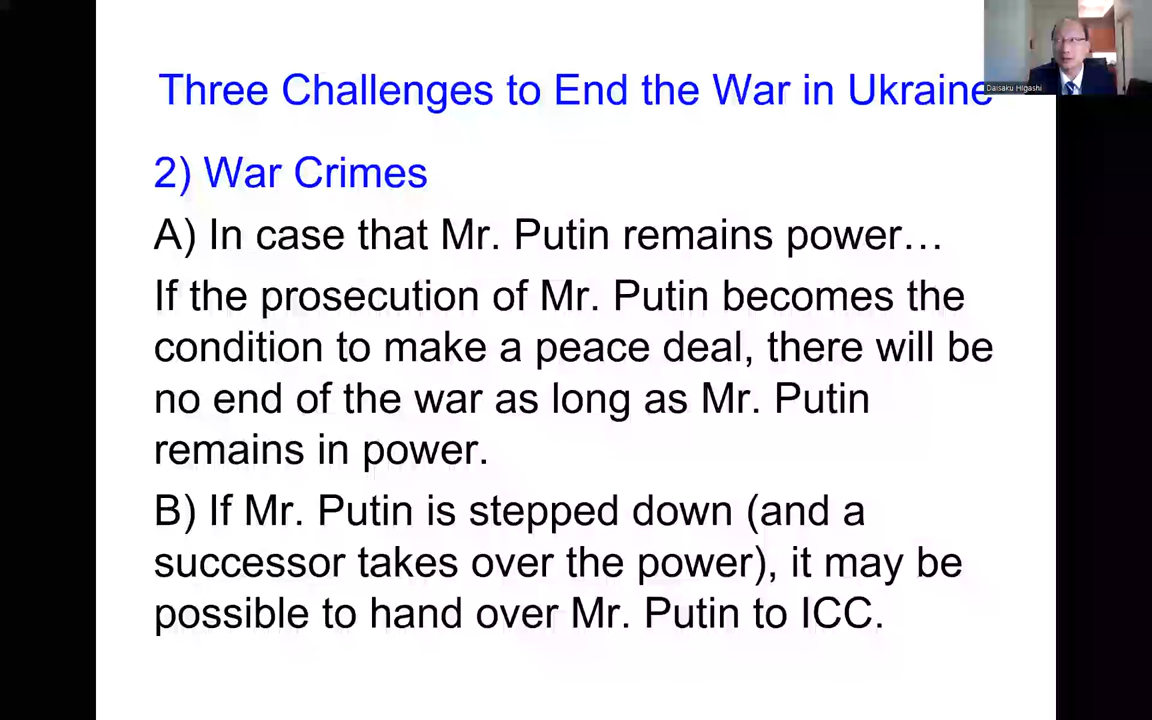 Three Challenges to End the War in Ukraine
Daisaku Higashi
2) War Crimes
A) In case that Mr. Putin remains power…
If the prosecution of Mr. Putin becomes the
condition to make a peace deal, there will be
no end of the war as long as Mr. Putin
remains in power.
B) If Mr. Putin is stepped down (and a
successor takes over the power), it may be
possible to hand over Mr. Putin to ICC.